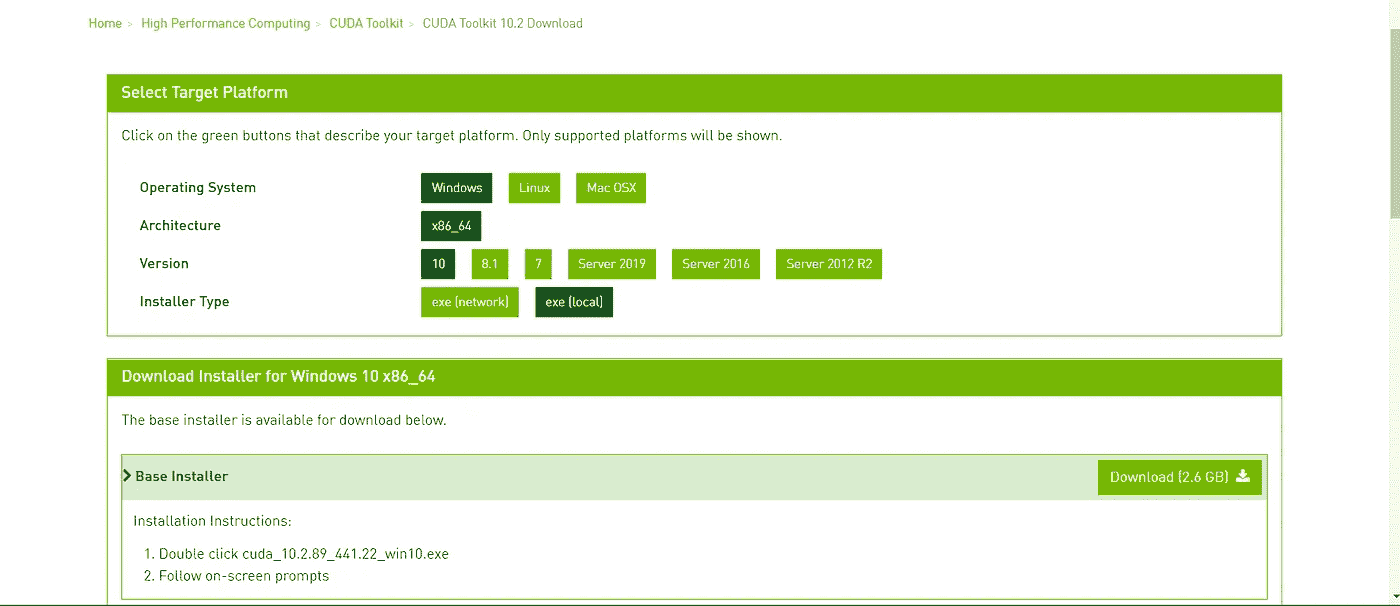 Home > High Performance Computing > CUDA Toolkit > CUDA Toolkit 10.2 Download
Select Target Platform
Click on the green buttons that describe your target platform. Only supported platforms will be shown.
Operating System Windows Linux Mac OSX
Architecture x86_64
Version 10 8.1 7 Server 2019 Server 2016 Server 2012 R2
Installer Type exe (network) exe (local)
Download Installer for Windows 10 x86_64
The base installer is available for download below.
Base Installer Download (2.6 GB)
Installation Instructions:
1. Double click cuda_10.2.89_441.22_win10.exe
2. Follow on-screen prompts